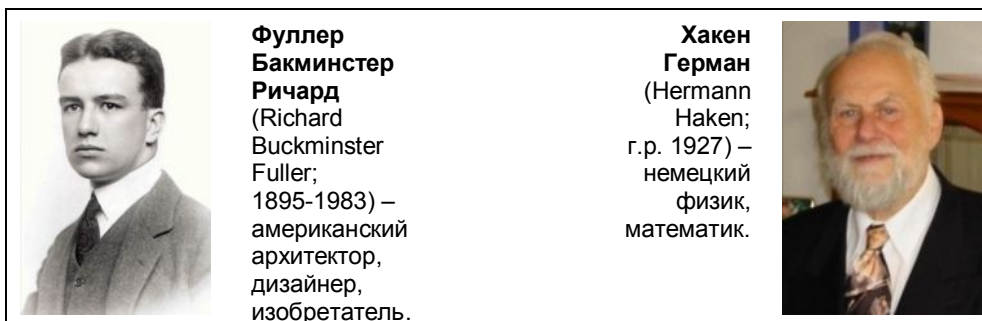 Фуллер
Бакминстер
Ричард
(Richard
Buckminster
Fuller;
1895-1983) –
американский
архитектор,
дизайнер,
изобретатель.
Хакен
Герман
(Hermann
Haken;
г.р. 1927) –
немецкий
физик,
математик.